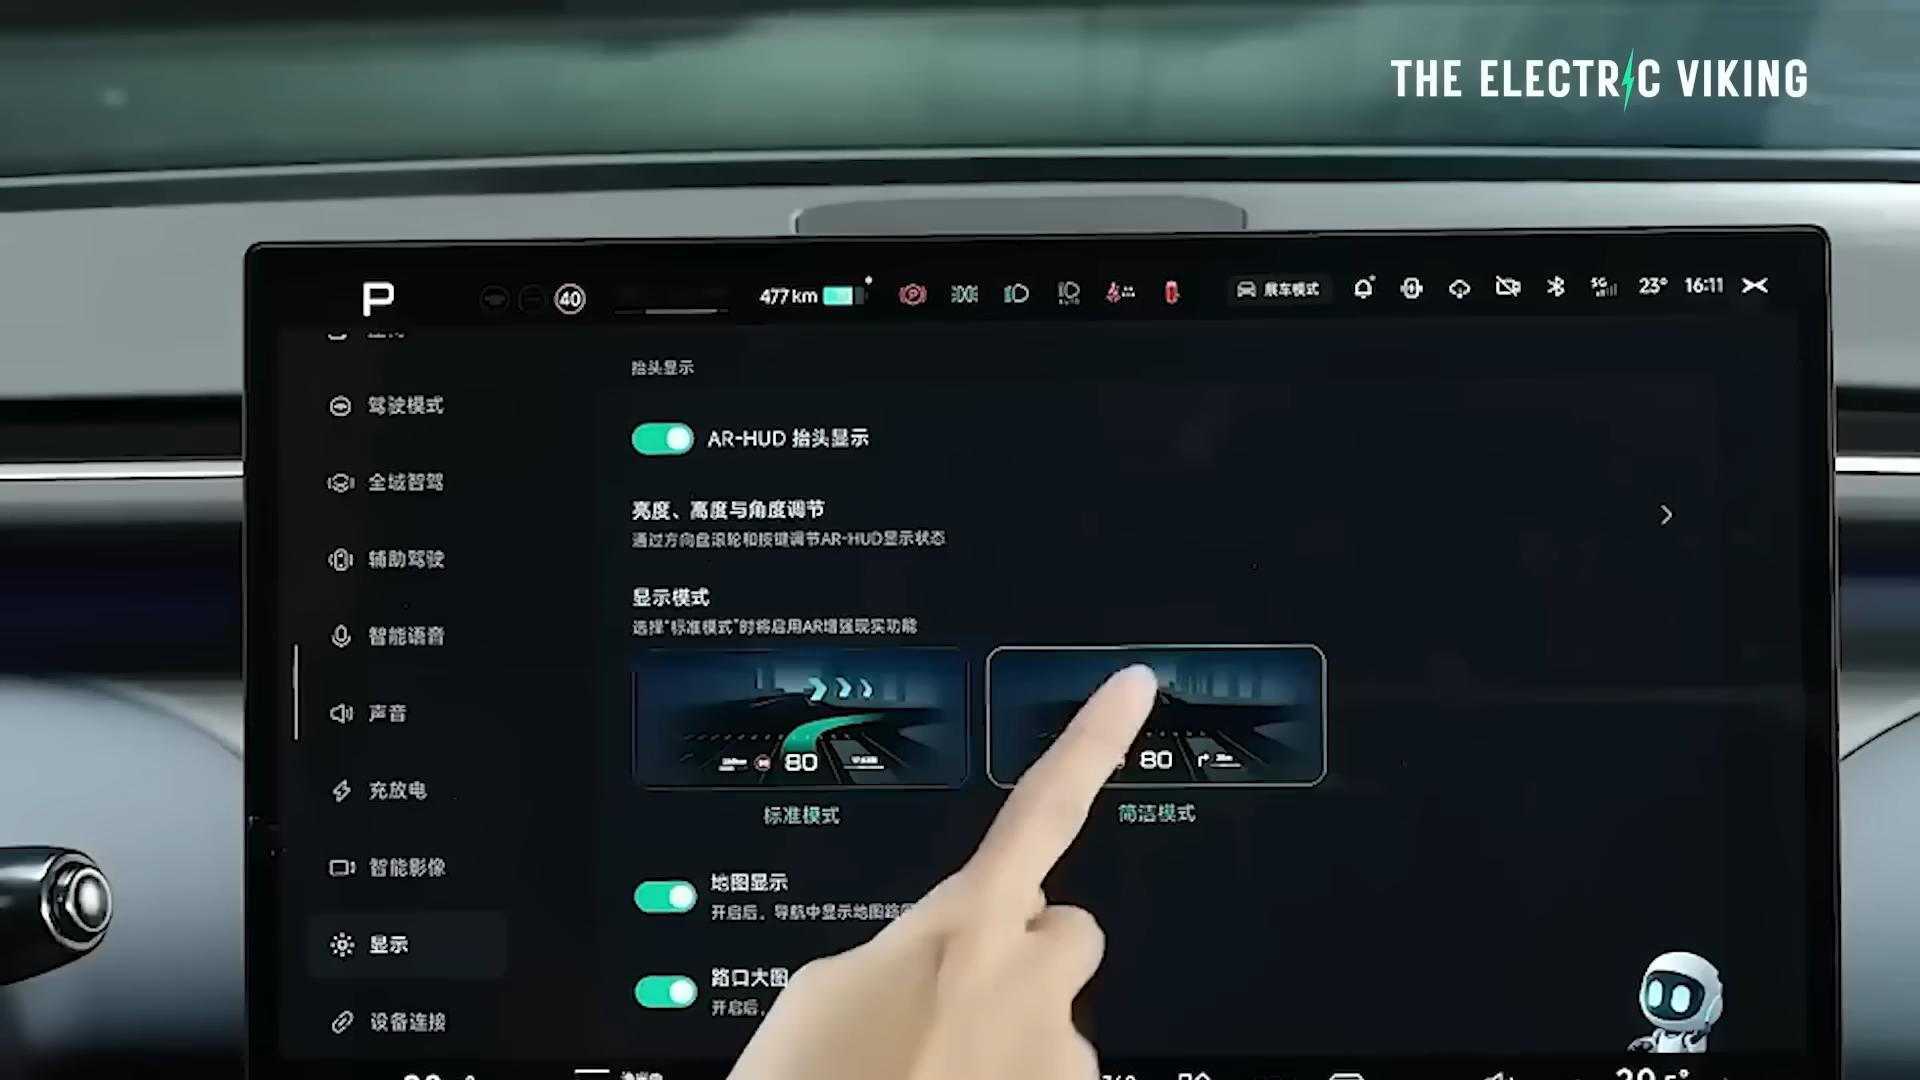 THE ELECTRIC VIKING
P
40
477 km
展车模式
5G
23°
16:11
抬头显示
驾驶模式
AR-HUD 抬头显示
全域智驾
亮度、高度与角度调节
通过方向盘滚轮和按键调节AR-HUD显示状态
辅助驾驶
显示模式
选择"标准模式"时将启用AR增强现实功能
智能语音
声音
80
80
充放电
标准模式
简洁模式
智能影像
地图显示
开启后，导航中显示地图路
显示
路口大图
开启后，
设备连接